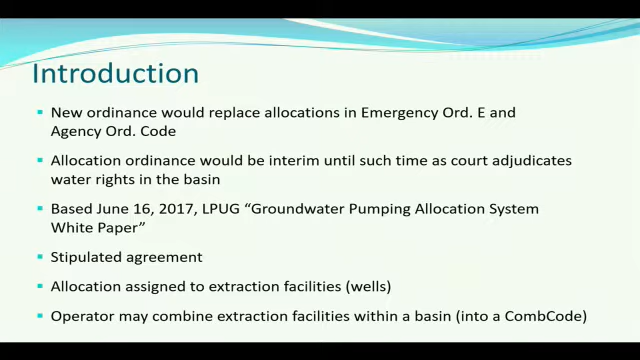 Introduction
New ordinance would replace allocations in Emergency Ord. E and
Agency Ord. Code
Allocation ordinance would be interim until such time as court adjudicates
water rights in the basin
Based June 16, 2017, LPUG “Groundwater Pumping Allocation System
White Paper”
Stipulated agreement
Allocation assigned to extraction facilities (wells)
Operator may combine extraction facilities within a basin (into a CombCode)